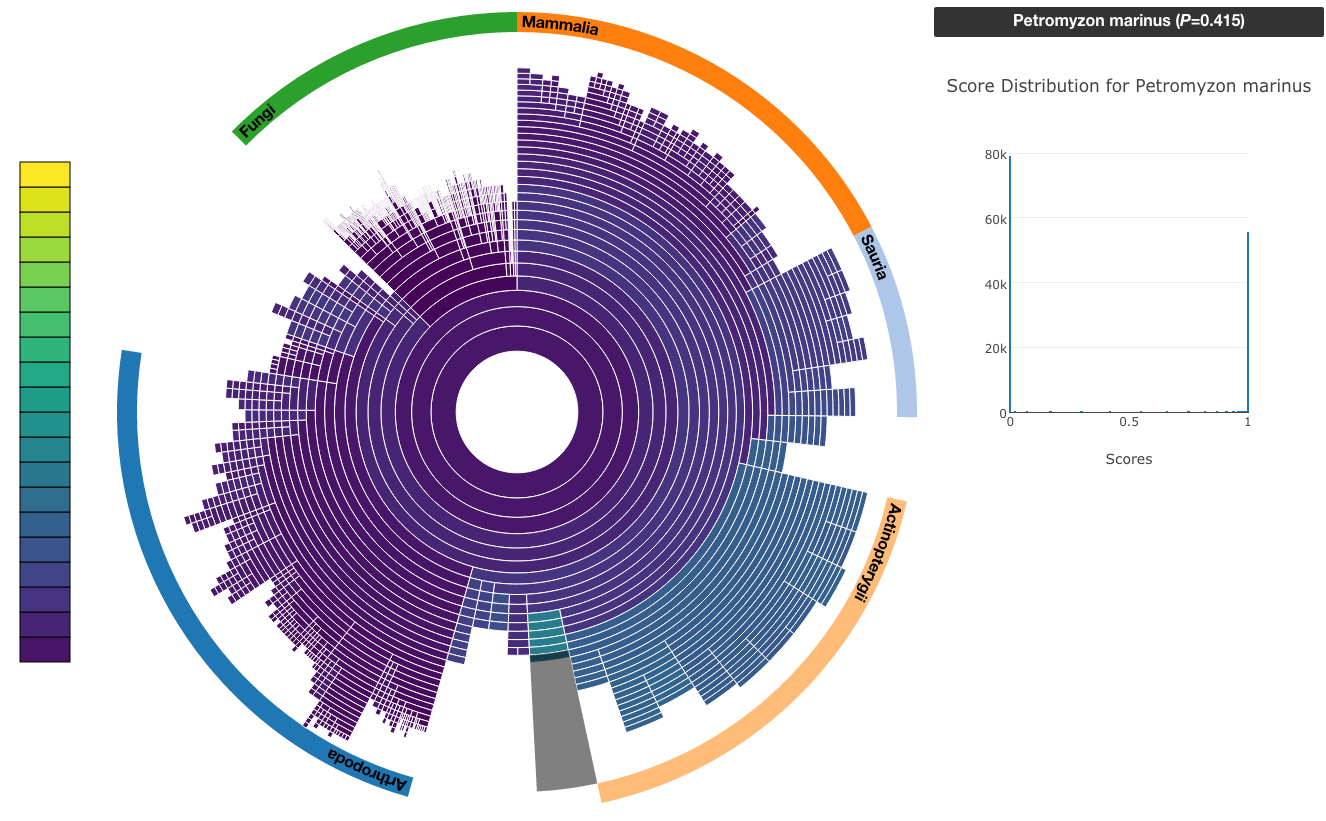 Petromyzon marinus (P=0.415)
Mammalia
Fungi
Score Distribution for Petromyzon marinus
80k
60k
40k
20k
0
0
0.5
1
Scores
Sauria
Actinopterygii
Arthropoda